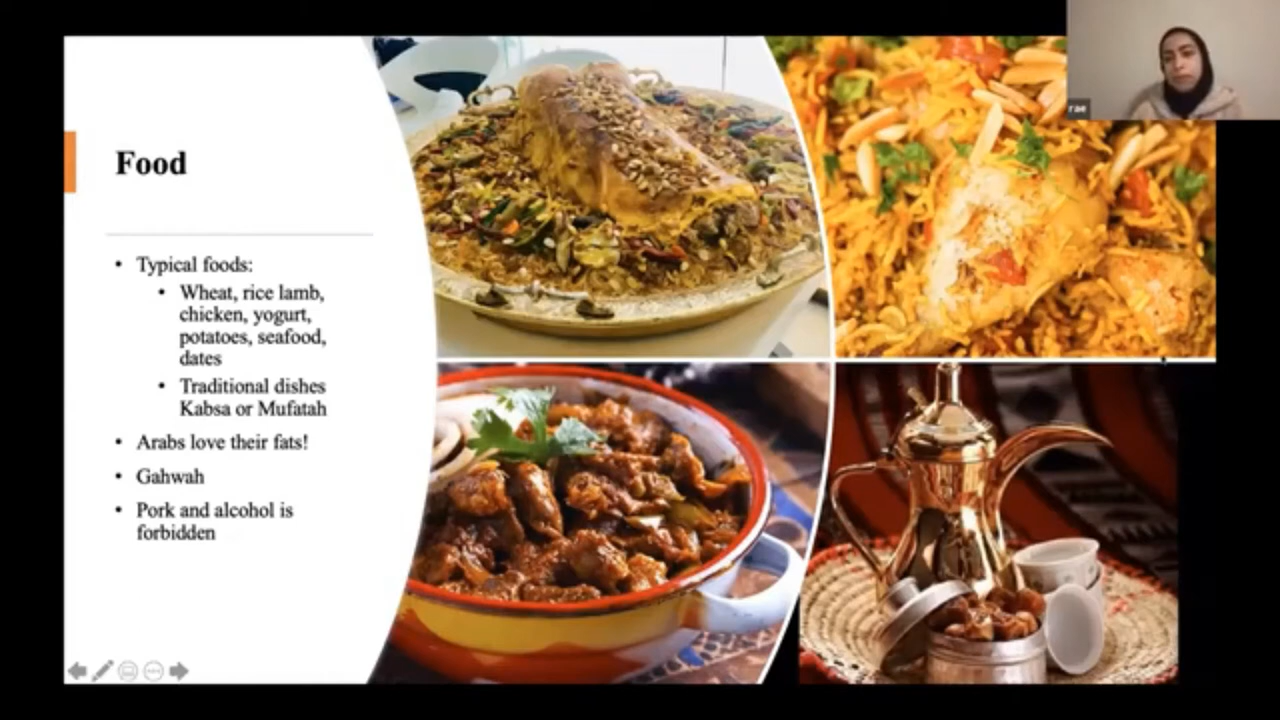 Food
• Typical foods:
• Wheat, rice lamb,
chicken, yogurt,
potatoes, seafood,
dates
• Traditional dishes
Kabsa or Mufatah
• Arabs love their fats!
• Gahwah
• Pork and alcohol is
forbidden